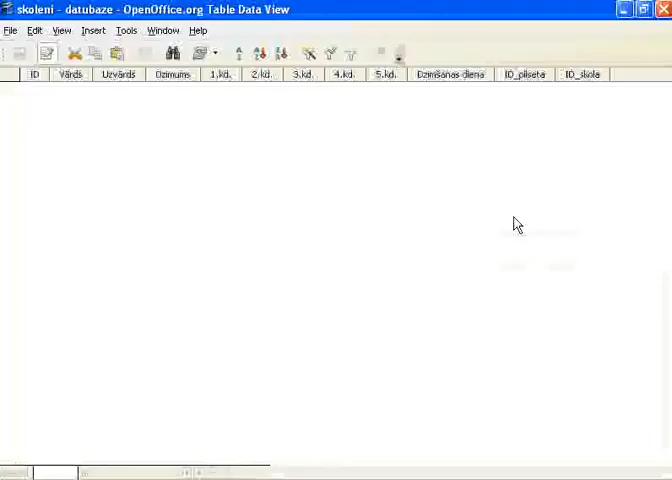 skoleni - datubaze - OpenOffice.org Table Data View
File Edit View Insert Tools Window Help
ID Vārds Uzvārds Dzimums 1.kd. 2.kd. 3.kd. 4.kd. 5.kd. Dzimšanas diena ID_pilseta ID_skola